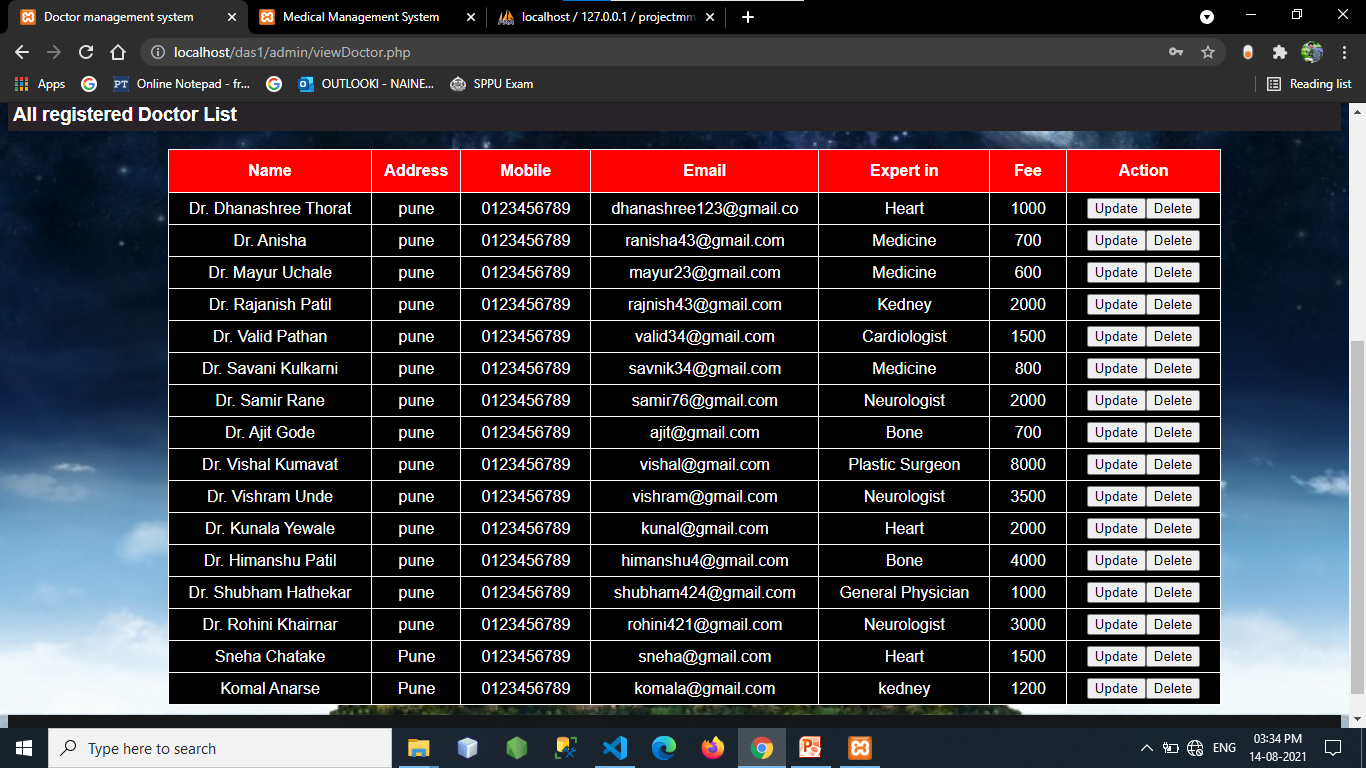 Doctor management system
Medical Management System
localhost / 127.0.0.1 / projectmm
localhost/das1/admin/viewDoctor.php
Apps PT Online Notepad - fr... OUTLOOKI - NAINE... SPPU Exam Reading list
All registered Doctor List
Name Address Mobile Email Expert in Fee Action
Dr. Dhanashree Thorat pune 0123456789 dhanashree123@gmail.co Heart 1000 Update Delete
Dr. Anisha pune 0123456789 ranisha43@gmail.com Medicine 700 Update Delete
Dr. Mayur Uchale pune 0123456789 mayur23@gmail.com Medicine 600 Update Delete
Dr. Rajanish Patil pune 0123456789 rajnish43@gmail.com Kedney 2000 Update Delete
Dr. Valid Pathan pune 0123456789 valid34@gmail.com Cardiologist 1500 Update Delete
Dr. Savani Kulkarni pune 0123456789 savnik34@gmail.com Medicine 800 Update Delete
Dr. Samir Rane pune 0123456789 samir76@gmail.com Neurologist 2000 Update Delete
Dr. Ajit Gode pune 0123456789 ajit@gmail.com Bone 700 Update Delete
Dr. Vishal Kumavat pune 0123456789 vishal@gmail.com Plastic Surgeon 8000 Update Delete
Dr. Vishram Unde pune 0123456789 vishram@gmail.com Neurologist 3500 Update Delete
Dr. Kunala Yewale pune 0123456789 kunal@gmail.com Heart 2000 Update Delete
Dr. Himanshu Patil pune 0123456789 himanshu4@gmail.com Bone 4000 Update Delete
Dr. Shubham Hathekar pune 0123456789 shubham424@gmail.com General Physician 1000 Update Delete
Dr. Rohini Khairnar pune 0123456789 rohini421@gmail.com Neurologist 3000 Update Delete
Sneha Chatake Pune 0123456789 sneha@gmail.com Heart 1500 Update Delete
Komal Anarse Pune 0123456789 komala@gmail.com kedney 1200 Update Delete
Type here to search
ENG
03:34 PM
14-08-2021